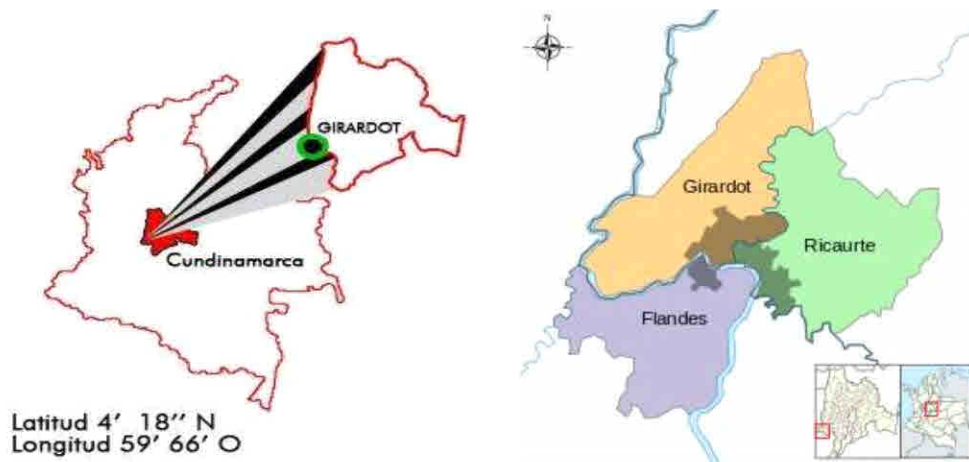 GIRARDOT
Cundinamarca
Latitud 4' 18'' N
Longitud 59' 66' O
N
Girardot
Ricaurte
Flandes